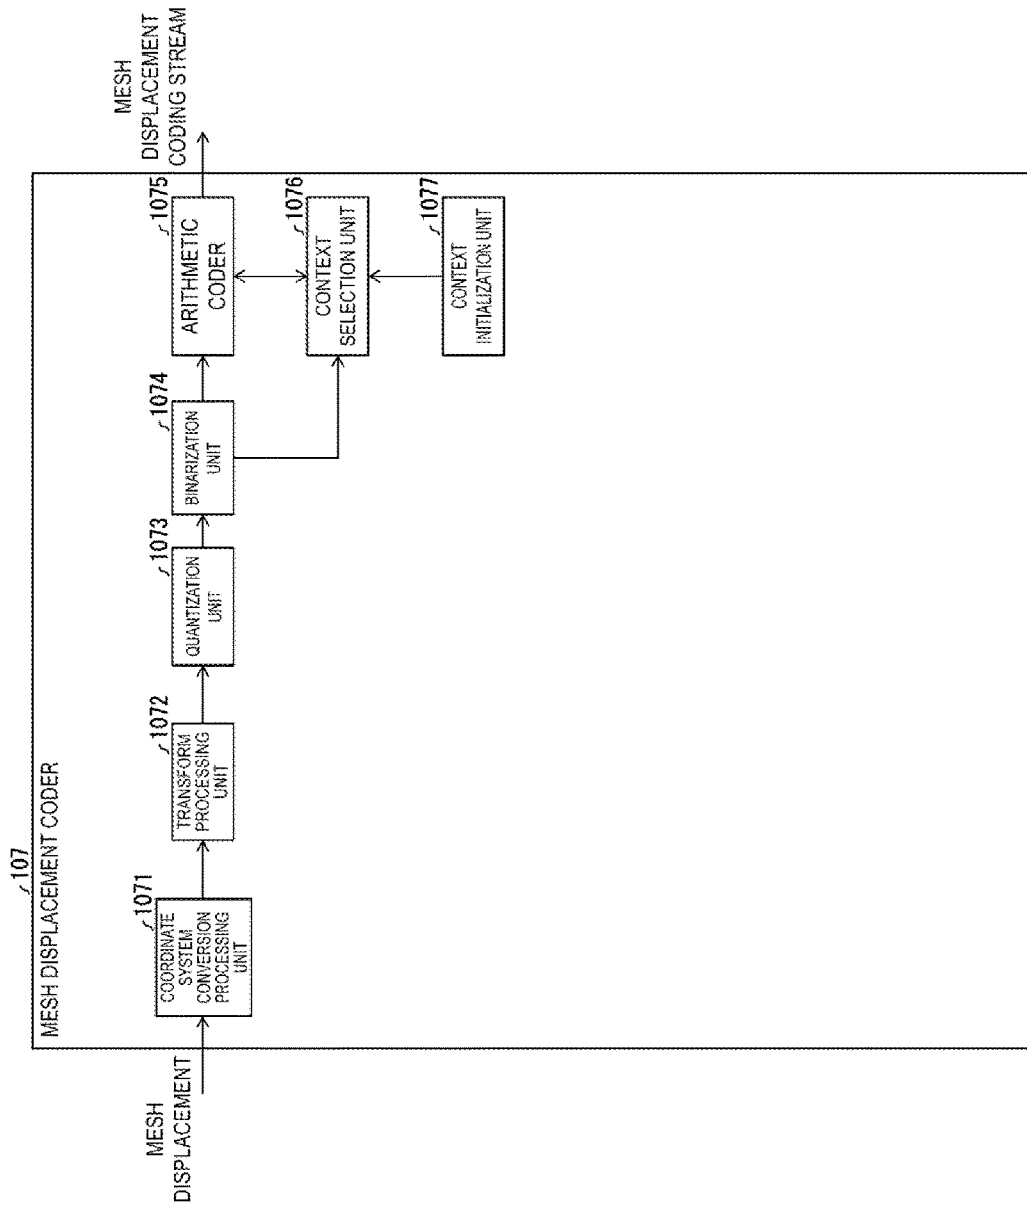 107
MESH DISPLACEMENT CODER
MESH
DISPLACEMENT
1071
COORDINATE
SYSTEM
CONVERSION
PROCESSING
UNIT
1072
TRANSFORM
PROCESSING
UNIT
1073
QUANTIZATION
UNIT
1074
BINARIZATION
UNIT
1075
ARITHMETIC
CODER
MESH
DISPLACEMENT
CODING STREAM
1076
CONTEXT
SELECTION UNIT
1077
CONTEXT
INITIALIZATION UNIT